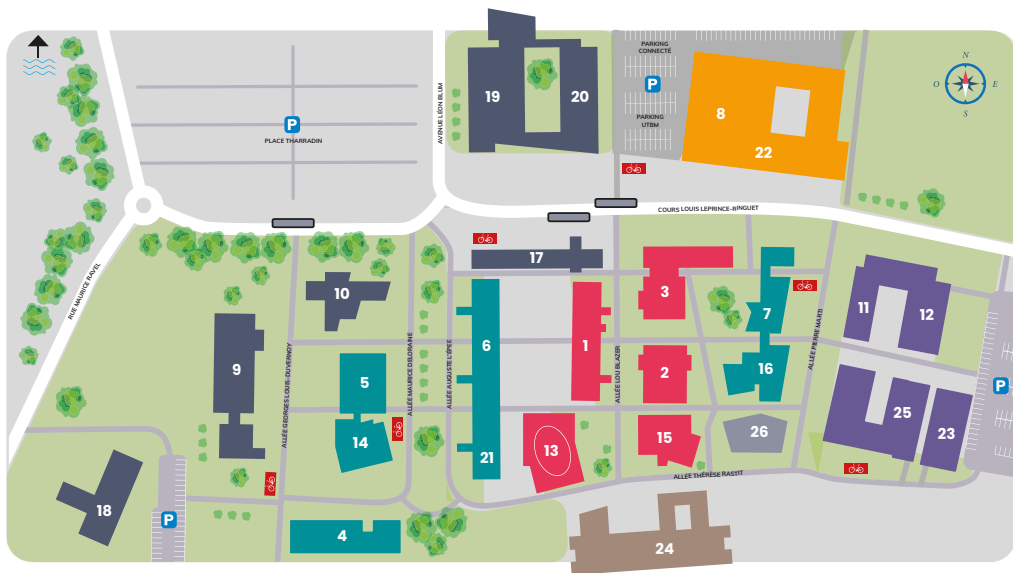 N
O
E
S
PARKING
CONNECTÉ
P
PARKING
UTBM
19
20
8
22
AVENUE LÉON BLUM
P
PLACE THARRADIN
COURS LOUIS LEPRINCE-RINGUET
RUE MAURICE RAVEL
17
10
3
7
11
12
6
1
9
5
2
16
ALLÉE GEORGES LOUIS-DUVERNOY
ALLÉE MAURICE DELORAINE
ALLÉE AUGUSTE L'ÉPÉE
ALLÉE LOU BLAZER
ALLÉE PIERRE MARTI
P
14
21
13
15
26
25
23
ALLÉE THÉRÈSE RASTIT
18
P
4
24